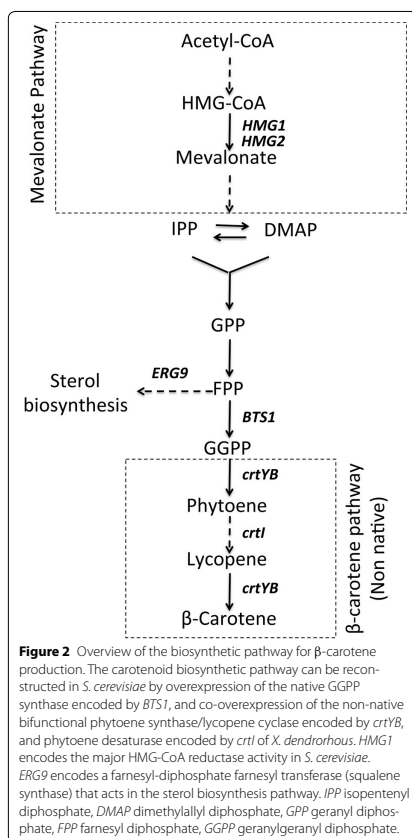 Mevalonate Pathway
Acetyl-CoA
HMG-CoA
HMG1
HMG2
Mevalonate
IPP
DMAP
GPP
ERG9
Sterol
biosynthesis
FPP
BTS1
GGPP
crtYB
Phytoene
crtI
Lycopene
crtYB
β-Carotene
β-carotene pathway
(Non native)
Figure 2 Overview of the biosynthetic pathway for β-carotene
production. The carotenoid biosynthetic pathway can be recon-
structed in S. cerevisiae by overexpression of the native GGPP
synthase encoded by BTS1, and co-overexpression of the non-native
bifunctional phytoene synthase/lycopene cyclase encoded by crtYB,
and phytoene desaturase encoded by crtI of X. dendrorhous. HMG1
encodes the major HMG-CoA reductase activity in S. cerevisiae.
ERG9 encodes a farnesyl-diphosphate farnesyl transferase (squalene
synthase) that acts in the sterol biosynthesis pathway. IPP isopentenyl
diphosphate, DMAP dimethylallyl diphosphate, GPP geranyl diphos-
phate, FPP farnesyl diphosphate, GGPP geranylgeranyl diphosphate.